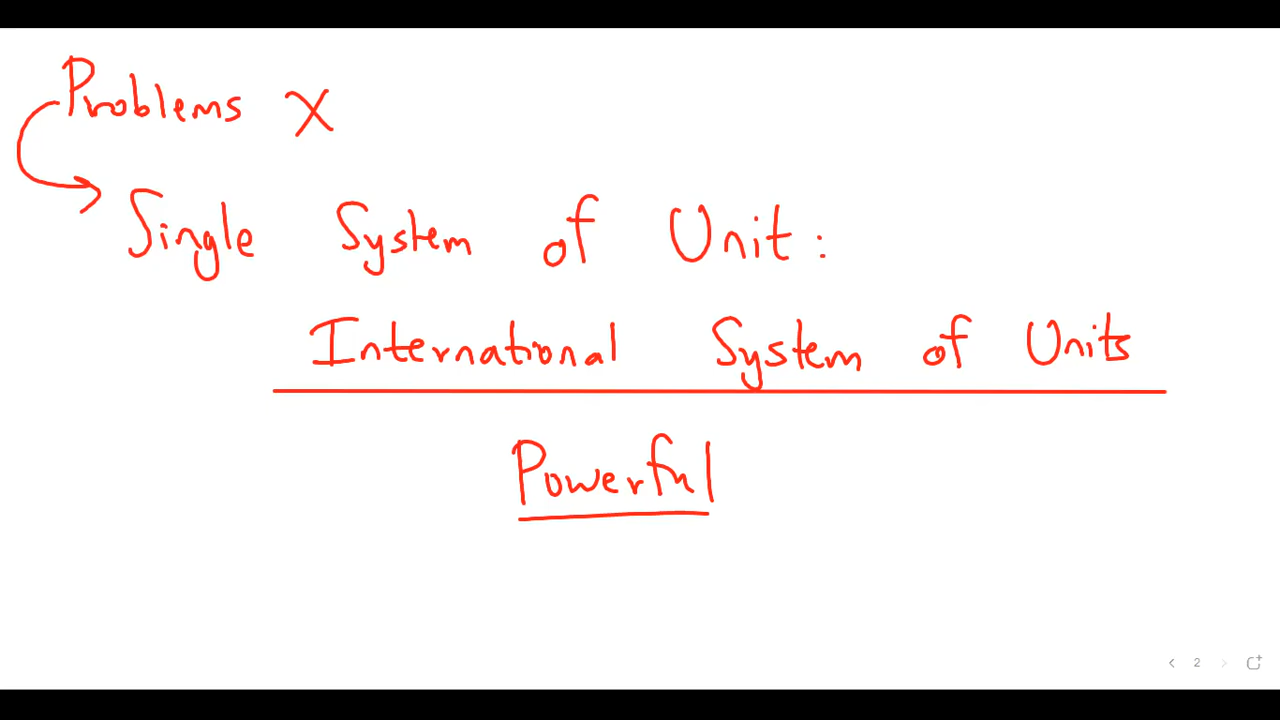 Problems X
Single System of Unit:
International System of Units
Powerful
2